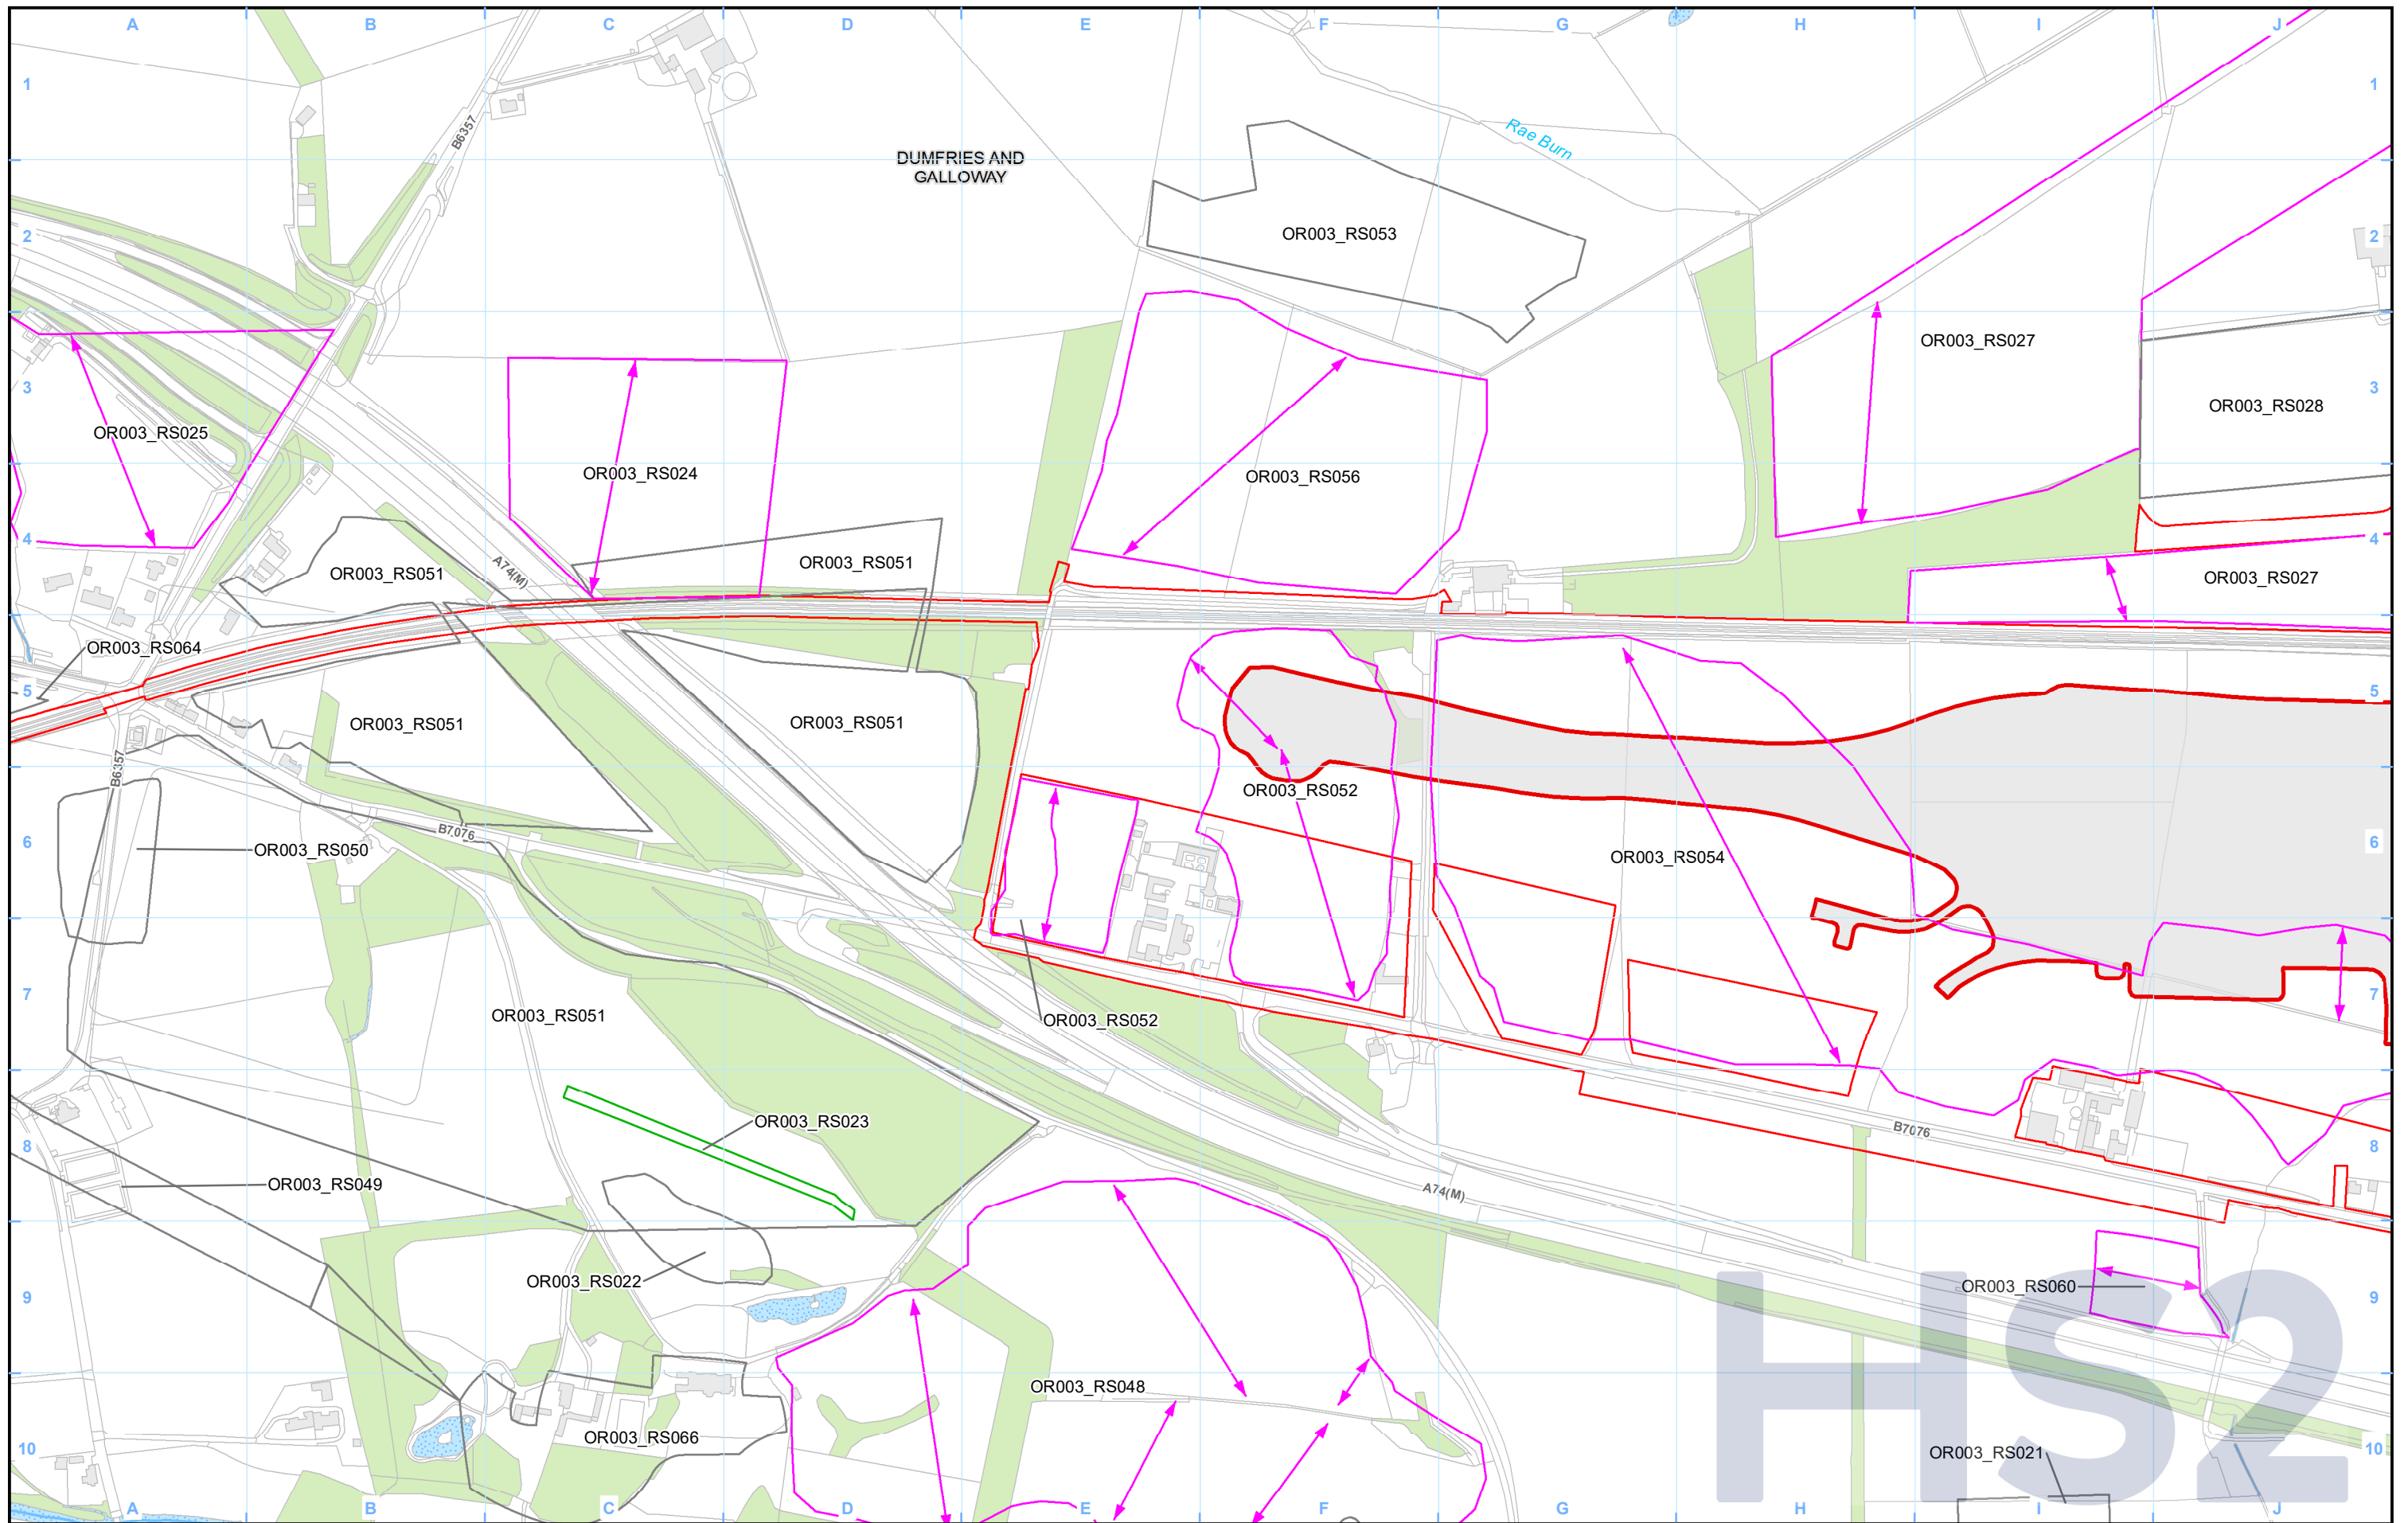 A B C D E F G H I J
1 1
Rae Burn
B6357
DUMFRIES AND
GALLOWAY
2 2
OR003_RS053
OR003_RS027
3 3
OR003_RS028
OR003_RS025
OR003_RS024
OR003_RS056
4 4
OR003_RS051
OR003_RS051
A74(M)
OR003_RS027
OR003_RS064
5 5
OR003_RS051
OR003_RS051
B6357
OR003_RS052
B7076
6 6
OR003_RS050
OR003_RS054
7 7
OR003_RS051
OR003_RS052
OR003_RS023
B7076
8 8
OR003_RS049
A74(M)
OR003_RS022
OR003_RS060
9 9
HS2
OR003_RS048
OR003_RS066
10 10
OR003_RS021
A B C D E F G H I J